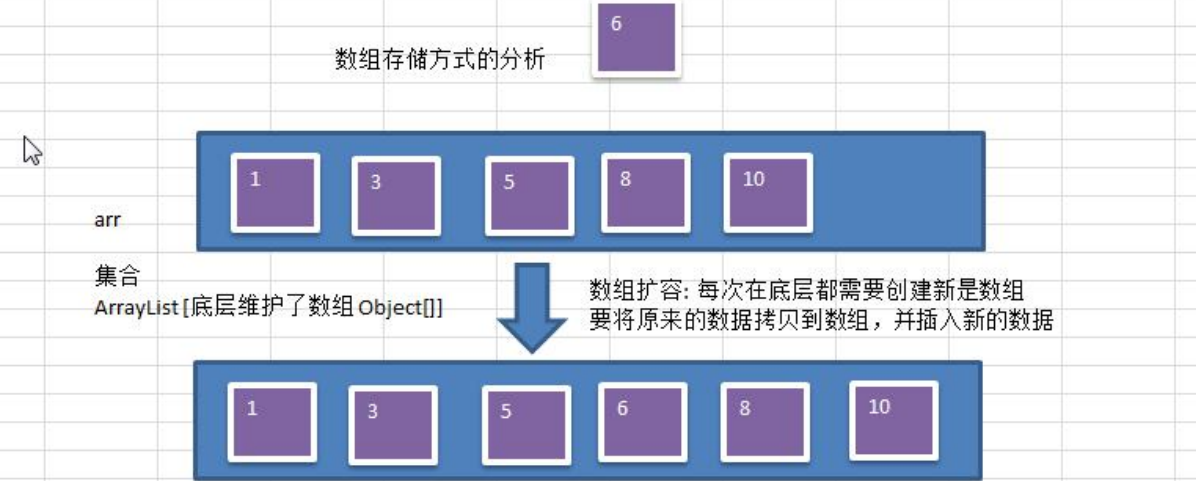 6
数组存储方式的分析
1 3 5 8 10
arr
集合
ArrayList [底层维护了数组 Object[]]
数组扩容: 每次在底层都需要创建新是数组
要将原来的数据拷贝到数组，并插入新的数据
1 3 5 6 8 10